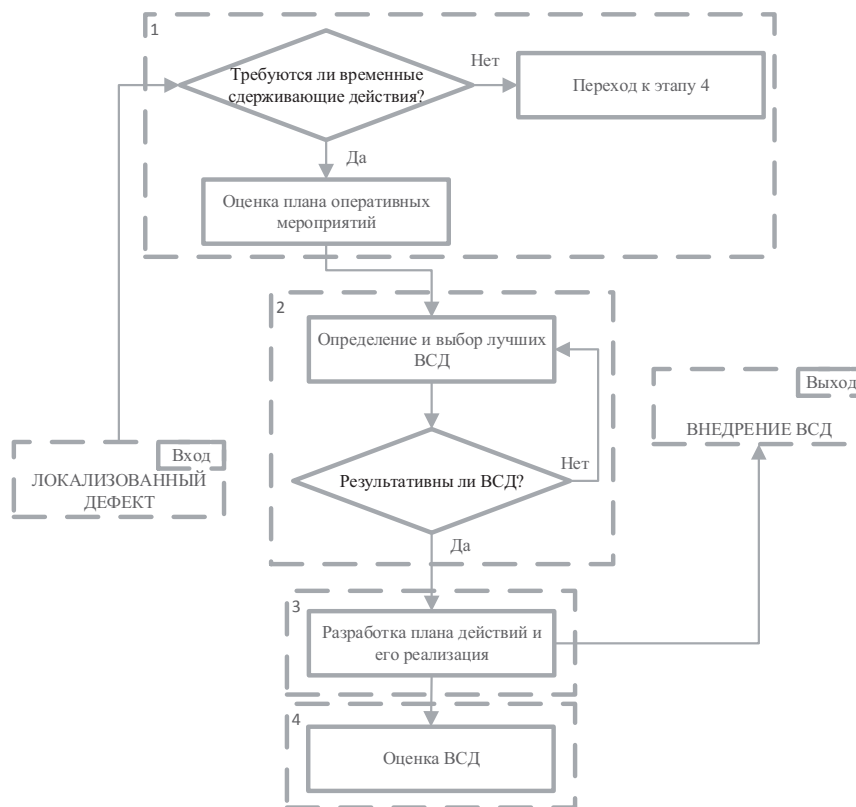 1
Требуются ли временные
сдерживающие действия?
Нет
Переход к этапу 4
Да
Оценка плана оперативных
мероприятий
2
Определение и выбор лучших
ВСД
Выход
ВНЕДРЕНИЕ ВСД
Вход
ЛОКАЛИЗОВАННЫЙ
ДЕФЕКТ
Результативны ли ВСД?
Нет
Да
3
Разработка плана действий и
его реализация
4
Оценка ВСД